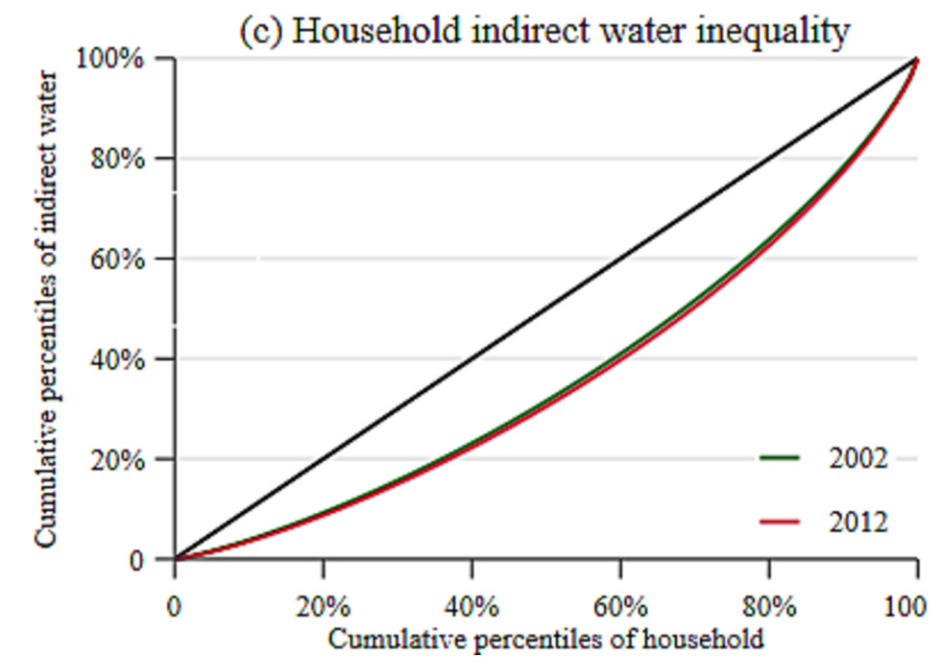 (c) Household indirect water inequality
Cumulative percentiles of indirect water
100%
80%
60%
40%
20%
0
2002
2012
0 20% 40% 60% 80% 100
Cumulative percentiles of household